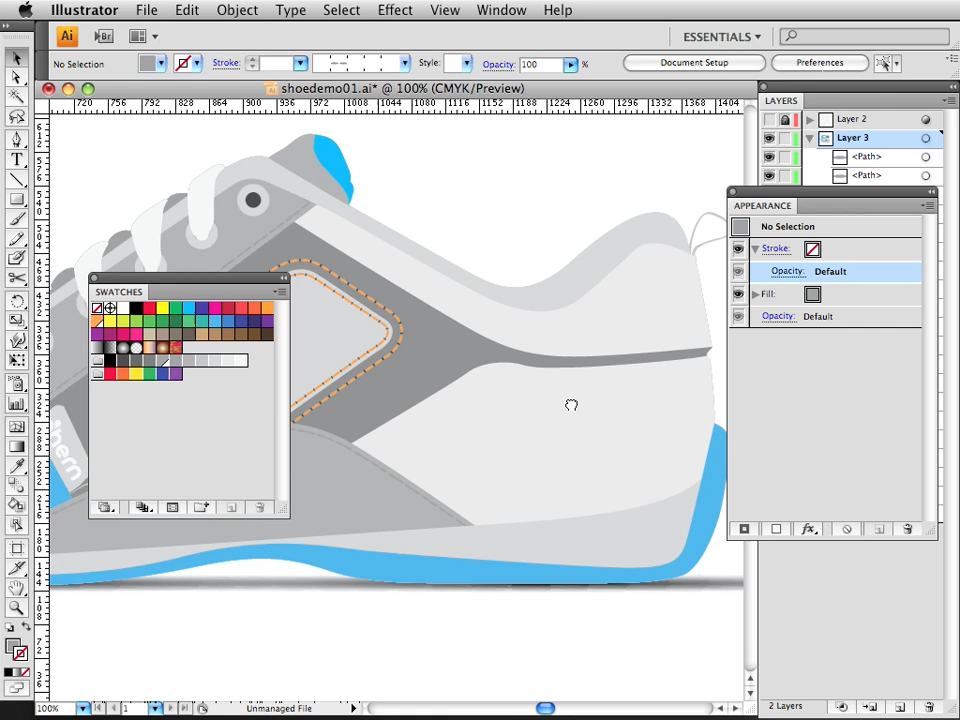 Illustrator File Edit Object Type Select Effect View Window Help
Ai Br ESSENTIALS
No Selection Stroke: Style: Opacity: 100 % Document Setup Preferences
shoedemo01.ai* @ 100% (CMYK/Preview)
720 756 792 828 864 900 936 972 1008 1044 1080 1116 1152 1188 1224 1260 1296 1332 1368 1404
LAYERS
Layer 2
Layer 3
<Path>
<Path>
APPEARANCE
No Selection
Stroke:
Opacity: Default
Fill:
Opacity: Default
SWATCHES
hern
100% 1 Unmanaged File
2 Layers